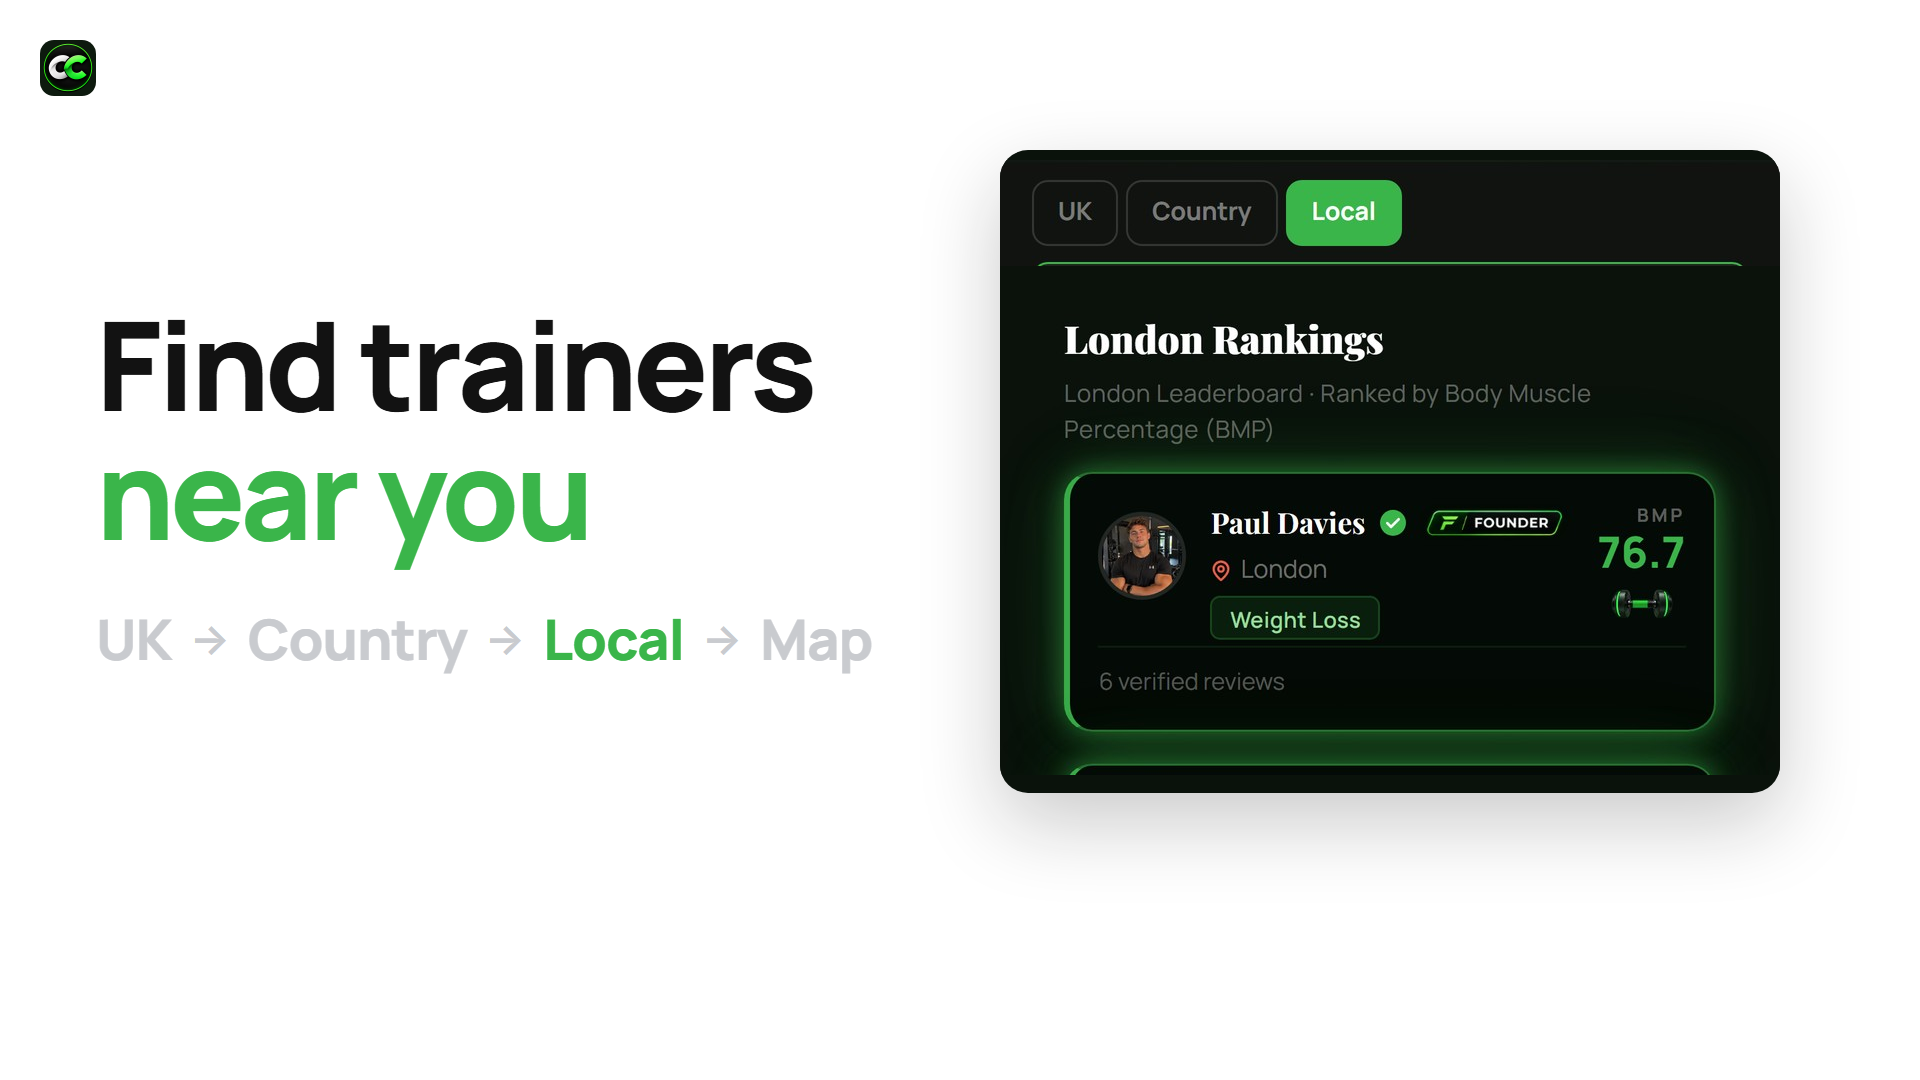 CC
Find trainers
near you
UK → Country → Local → Map
UK
Country
Local
London Rankings
London Leaderboard · Ranked by Body Muscle
Percentage (BMP)
Paul Davies
F / FOUNDER
London
Weight Loss
BMP
76.7
6 verified reviews